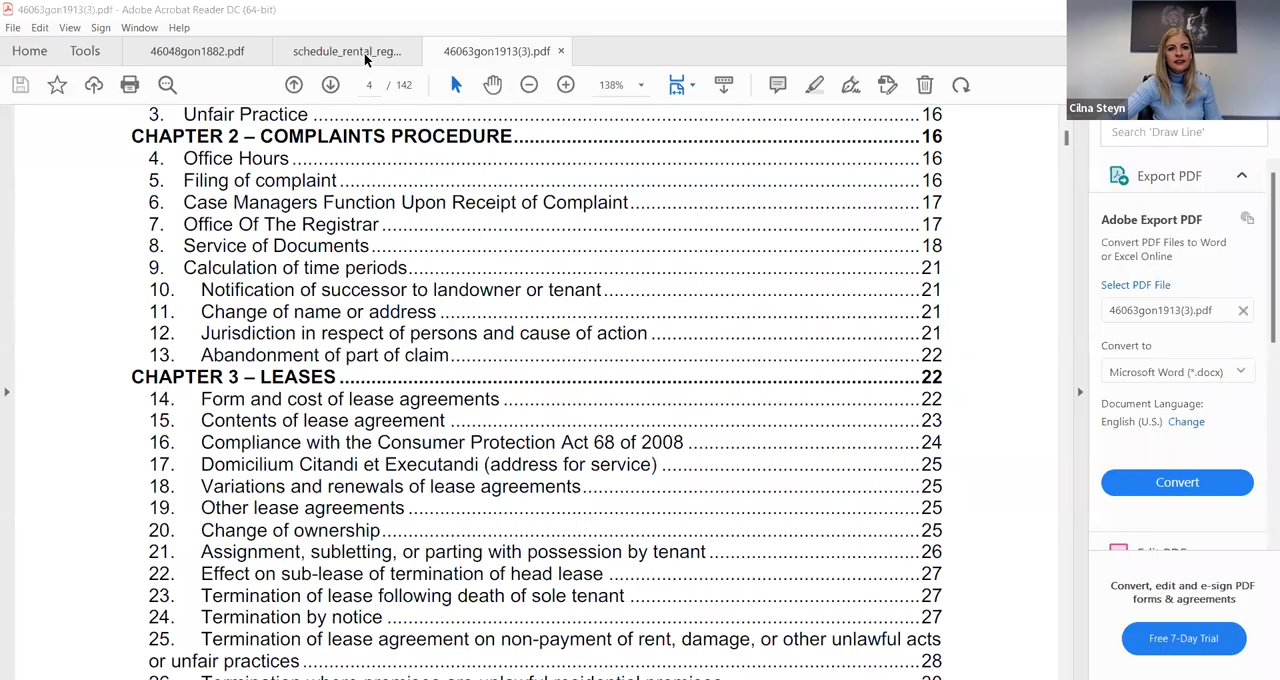 46063gon1913(3).pdf - Adobe Acrobat Reader DC (64-bit)
File Edit View Sign Window Help
Home Tools 46048gon1882.pdf schedule_rental_reg... 46063gon1913(3).pdf ×
4 / 142 138%
Cilna Steyn
3. Unfair Practice 16
CHAPTER 2 – COMPLAINTS PROCEDURE 16
4. Office Hours 16
5. Filing of complaint 16
6. Case Managers Function Upon Receipt of Complaint 17
7. Office Of The Registrar 17
8. Service of Documents 18
9. Calculation of time periods 21
10. Notification of successor to landowner or tenant 21
11. Change of name or address 21
12. Jurisdiction in respect of persons and cause of action 21
13. Abandonment of part of claim 22
CHAPTER 3 – LEASES 22
14. Form and cost of lease agreements 22
15. Contents of lease agreement 23
16. Compliance with the Consumer Protection Act 68 of 2008 24
17. Domicilium Citandi et Executandi (address for service) 25
18. Variations and renewals of lease agreements 25
19. Other lease agreements 25
20. Change of ownership 25
21. Assignment, subletting, or parting with possession by tenant 26
22. Effect on sub-lease of termination of head lease 27
23. Termination of lease following death of sole tenant 27
24. Termination by notice 27
25. Termination of lease agreement on non-payment of rent, damage, or other unlawful acts
or unfair practices 28
Search 'Draw Line'
Export PDF
Adobe Export PDF
Convert PDF Files to Word
or Excel Online
Select PDF File
46063gon1913(3).pdf
Convert to
Microsoft Word (*.docx)
Document Language:
English (U.S.) Change
Convert
Convert, edit and e-sign PDF
forms & agreements
Free 7-Day Trial